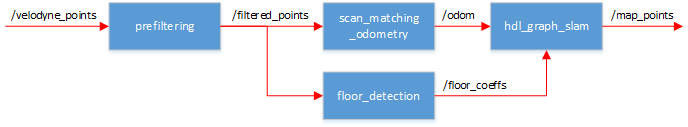 /velodyne_points
prefiltering
/filtered_points
scan_matching
_odometry
/odom
hdl_graph_slam
/map_points
floor_detection
/floor_coeffs